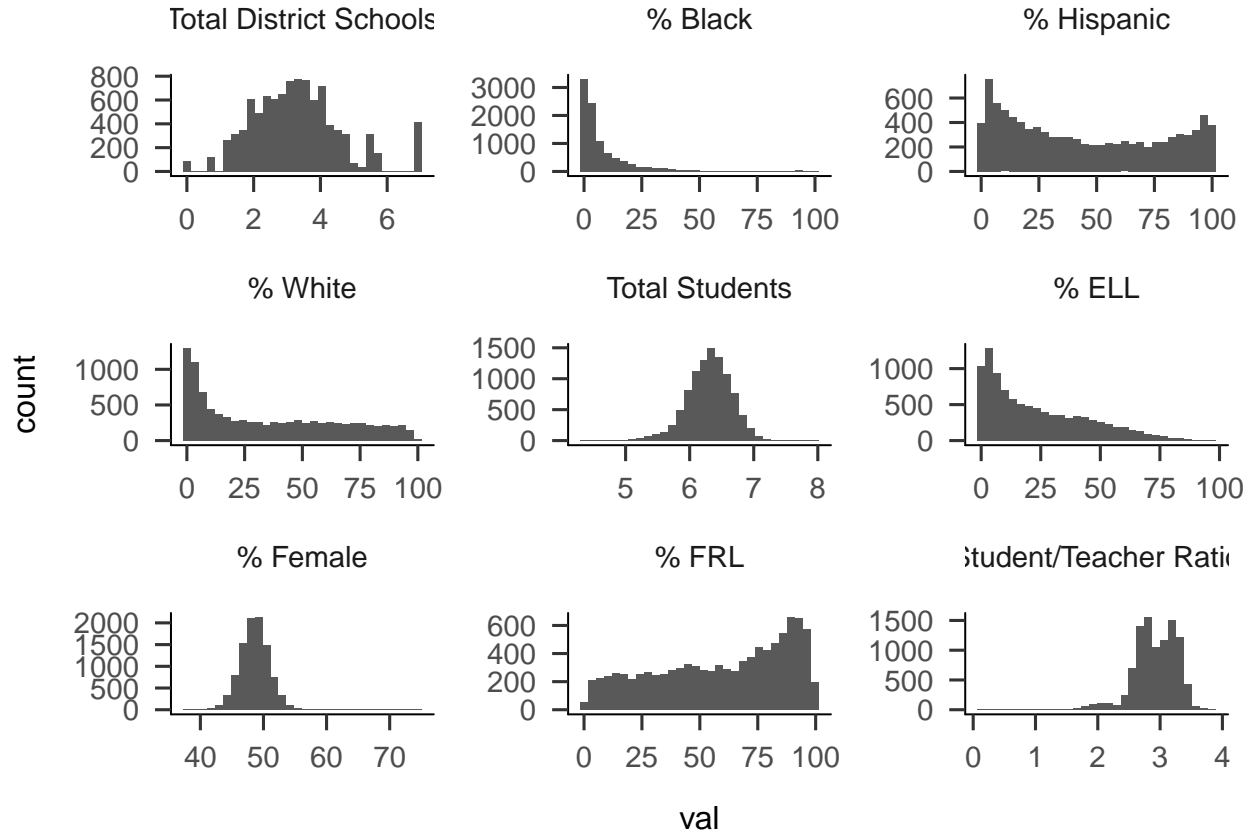 Total District Schools
% Black
% Hispanic
800
600
400
200
0
0 2 4 6
3000
2000
1000
0
0 25 50 75 100
600
400
200
0
0 25 50 75 100
% White
Total Students
% ELL
1000
500
0
0 25 50 75 100
1500
1000
500
0
5 6 7 8
1000
500
0
0 25 50 75 100
% Female
% FRL
Student/Teacher Ratio
2000
1500
1000
500
0
40 50 60 70
600
400
200
0
0 25 50 75 100
1500
1000
500
0
0 1 2 3 4
count
val